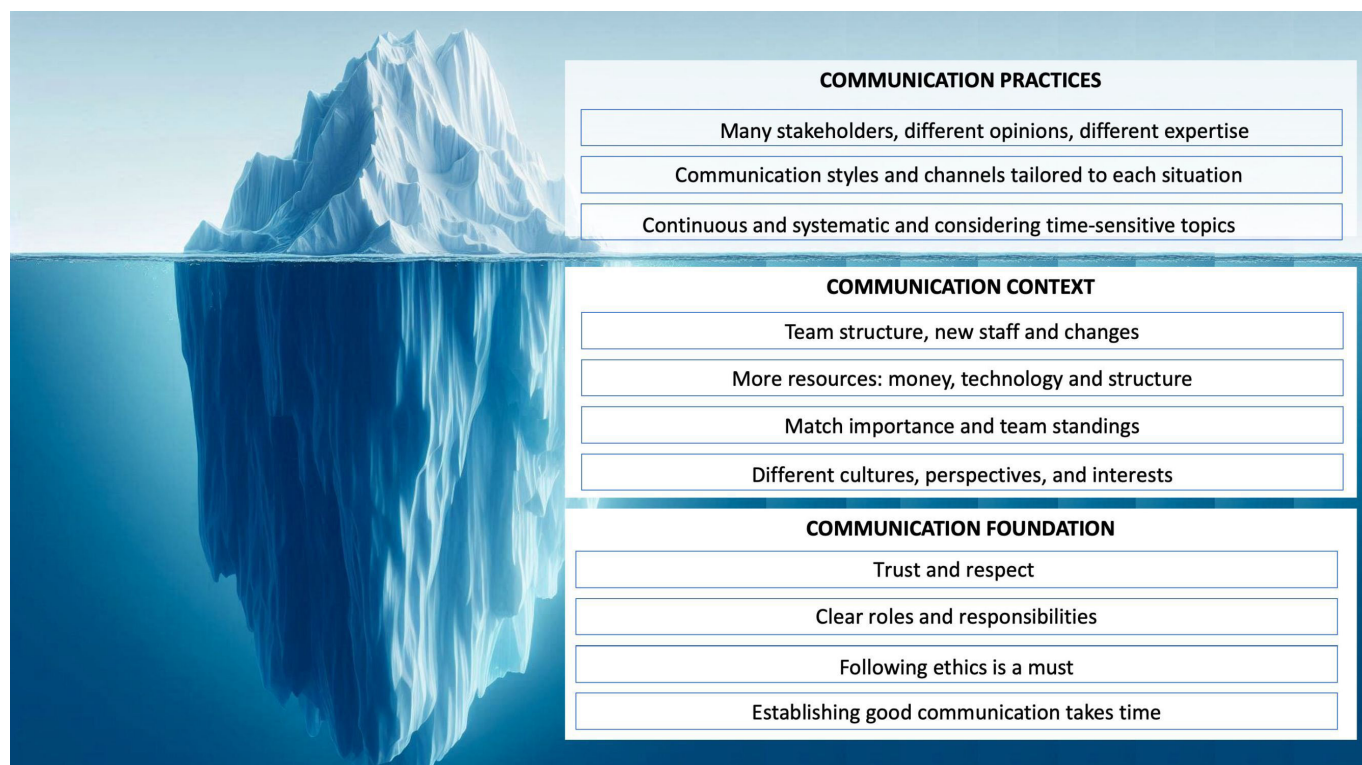 COMMUNICATION PRACTICES
Many stakeholders, different opinions, different expertise
Communication styles and channels tailored to each situation
Continuous and systematic and considering time-sensitive topics
COMMUNICATION CONTEXT
Team structure, new staff and changes
More resources: money, technology and structure
Match importance and team standings
Different cultures, perspectives, and interests
COMMUNICATION FOUNDATION
Trust and respect
Clear roles and responsibilities
Following ethics is a must
Establishing good communication takes time